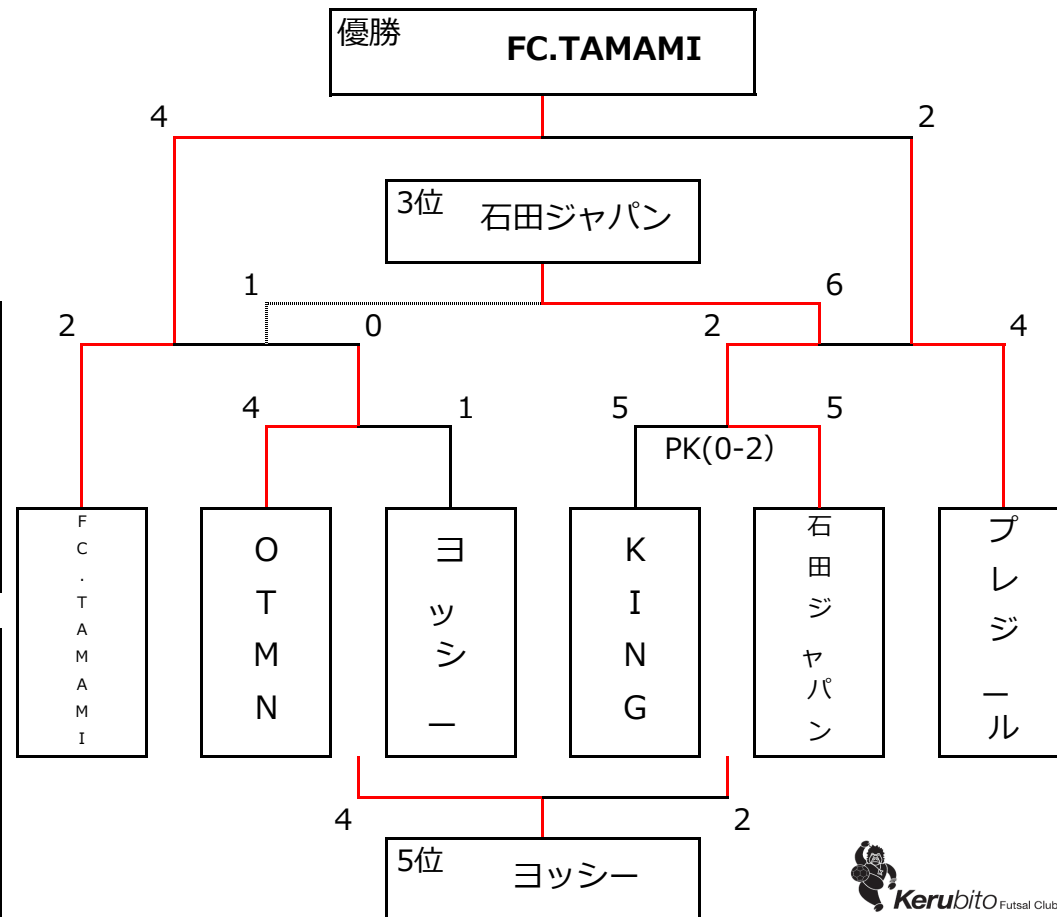 優勝 FC.TAMAMI
4 2
3位 石田ジャパン
1 6
2 0 2 4
4 1 5 5
PK(0-2)
FC.TAMAMI
OTMN
ヨッシー
KING
石田ジャパン
プレジール
4 2
5位 ヨッシー
Kerubito Futsal Club